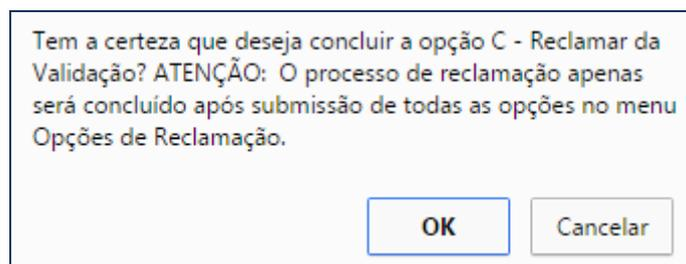 Tem a certeza que deseja concluir a opção C - Reclamar da
Validação? ATENÇÃO:  O processo de reclamação apenas
será concluído após submissão de todas as opções no menu
Opções de Reclamação.
OK
Cancelar